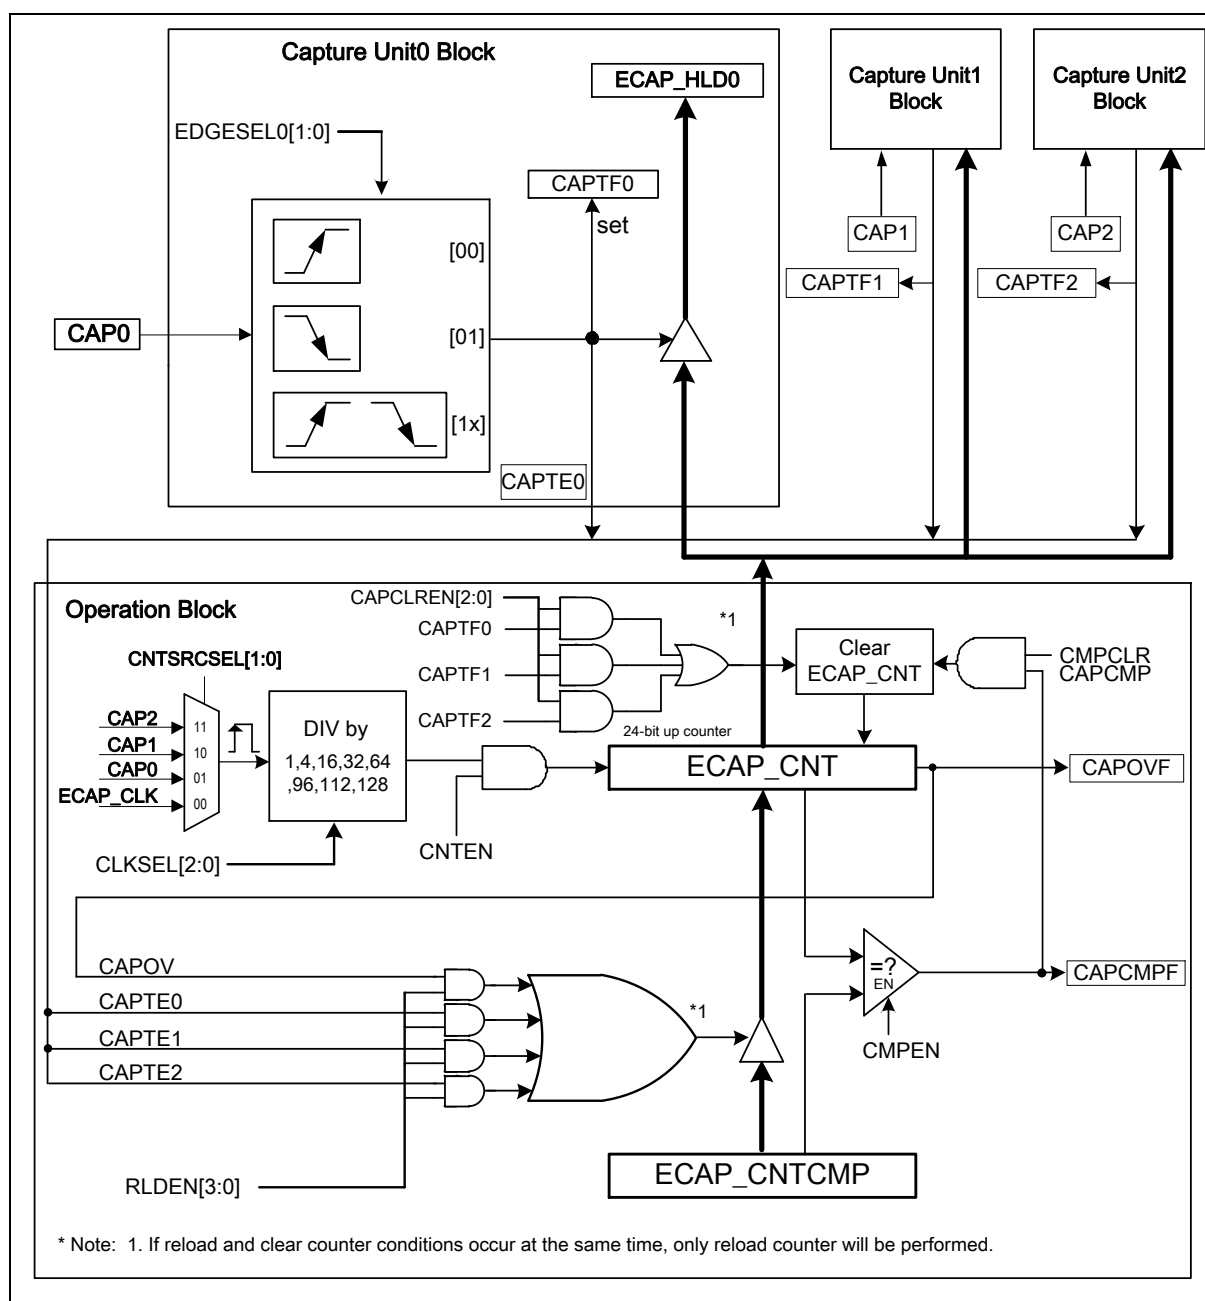 Capture Unit0 Block
ECAP_HLD0
Capture Unit1
Block
Capture Unit2
Block
EDGESEL0[1:0]
CAPTF0
set
[00]
CAP0
[01]
[1x]
CAPTE0
CAP1
CAP2
CAPTF1
CAPTF2
Operation Block
CAPCLREN[2:0]
CAPTF0
CAPTF1
CAPTF2
*1
Clear
ECAP_CNT
CMPCLR
CAPCMP
CNTSRCSEL[1:0]
CAP2
CAP1
CAP0
ECAP_CLK
11
10
01
00
DIV by
1,4,16,32,64
,96,112,128
24-bit up counter
ECAP_CNT
CAPOVF
CLKSEL[2:0]
CNTEN
CAPOV
CAPTE0
CAPTE1
CAPTE2
*1
=?
EN
CAPCMPF
CMPEN
ECAP_CNTCMP
RLDEN[3:0]
* Note: 1. If reload and clear counter conditions occur at the same time, only reload counter will be performed.